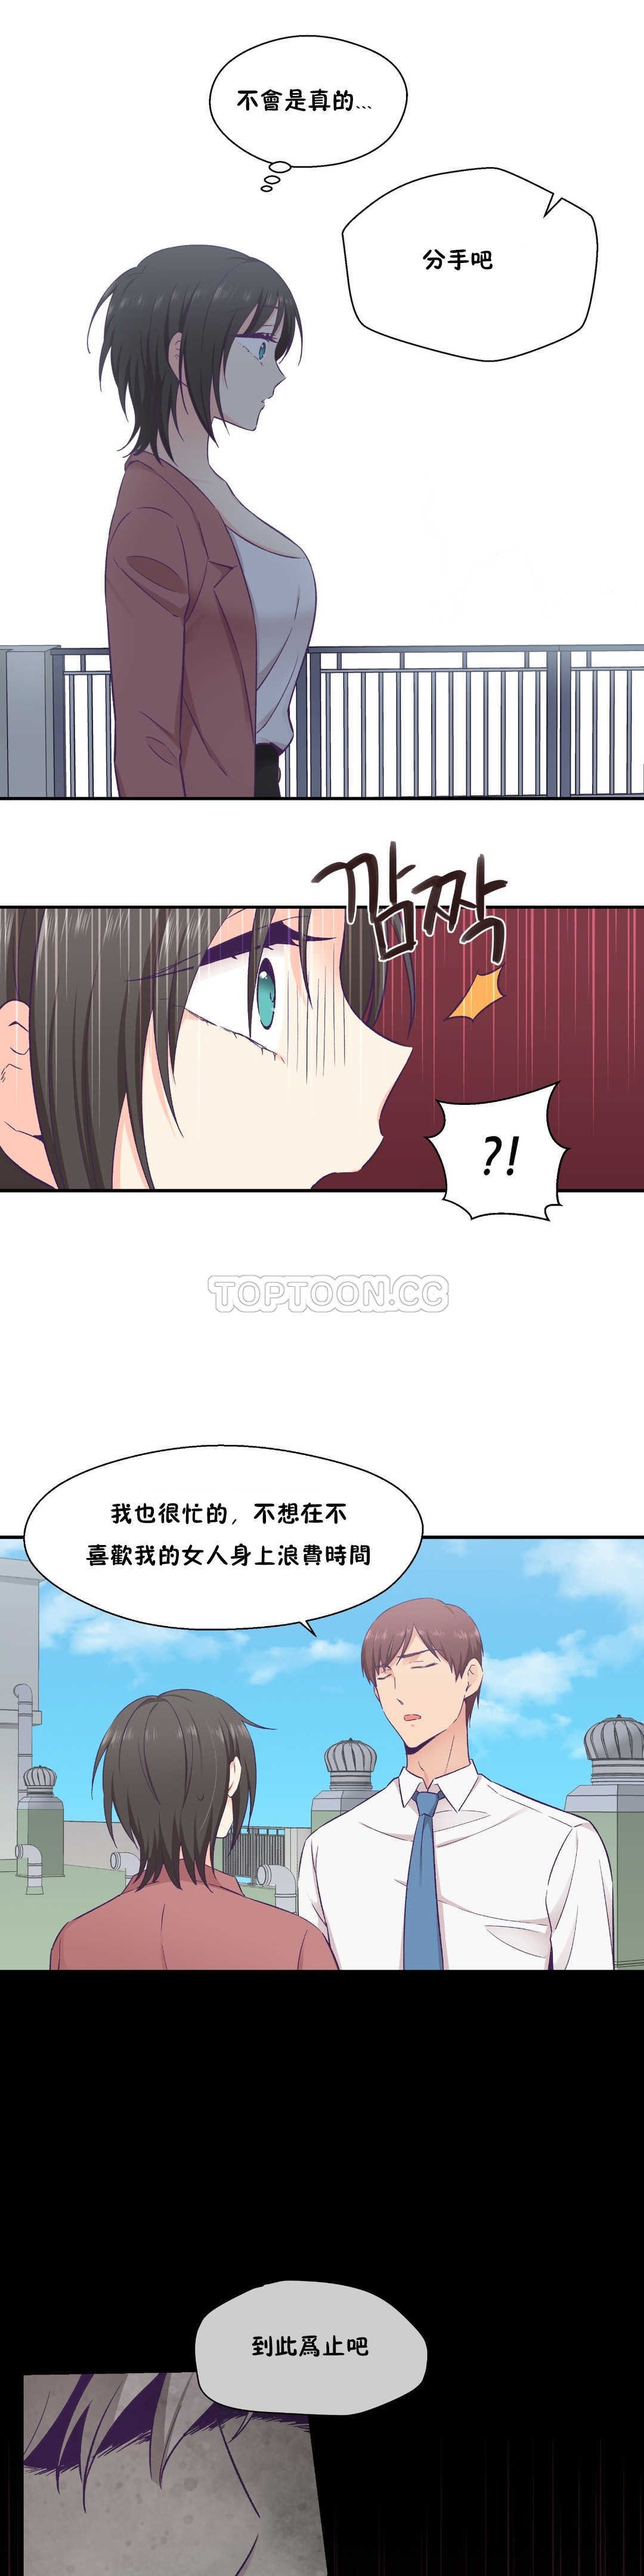 不會是真的...
分手吧
깜짝
?!
TOPTOON.CC
我也很忙的，不想在不
喜歡我的女人身上浪費時間
到此爲止吧